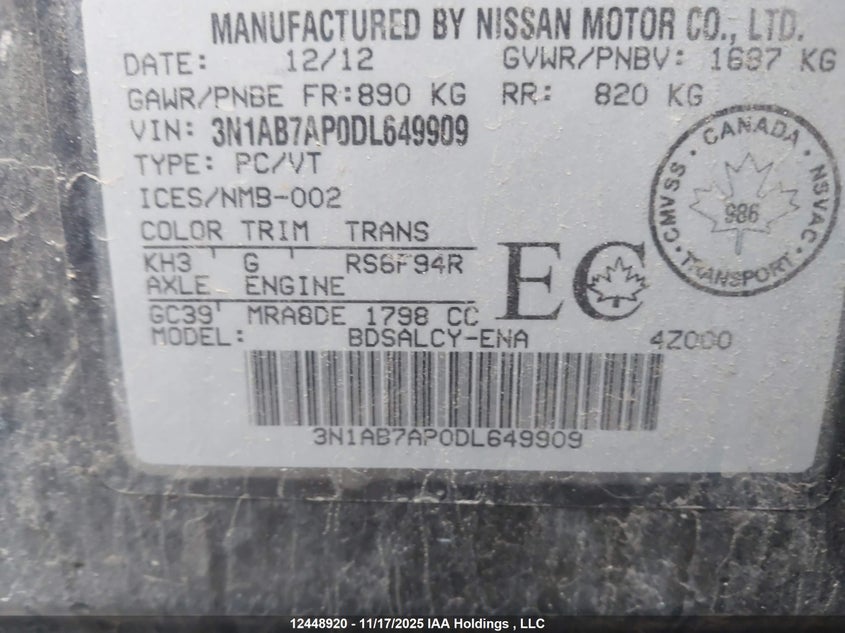 MANUFACTURED BY NISSAN MOTOR CO., LTD.
DATE: 12/12 GVWR/PNBV: 1687 KG
GAWR/PNBE FR:890 KG RR: 820 KG
VIN: 3N1AB7AP0DL649909
TYPE: PC/VT
ICES/NMB-002
COLOR TRIM TRANS
KH3 G RS6F94R
AXLE ENGINE
GC39 MRA8DE 1798 CC
EC
MODEL: BDSALCY-ENA 4Z000
3N1AB7AP0DL649909
CANADA
CMVSS NSVAC
986
TRANSPORT
12448920 - 11/17/2025 IAA Holdings , LLC